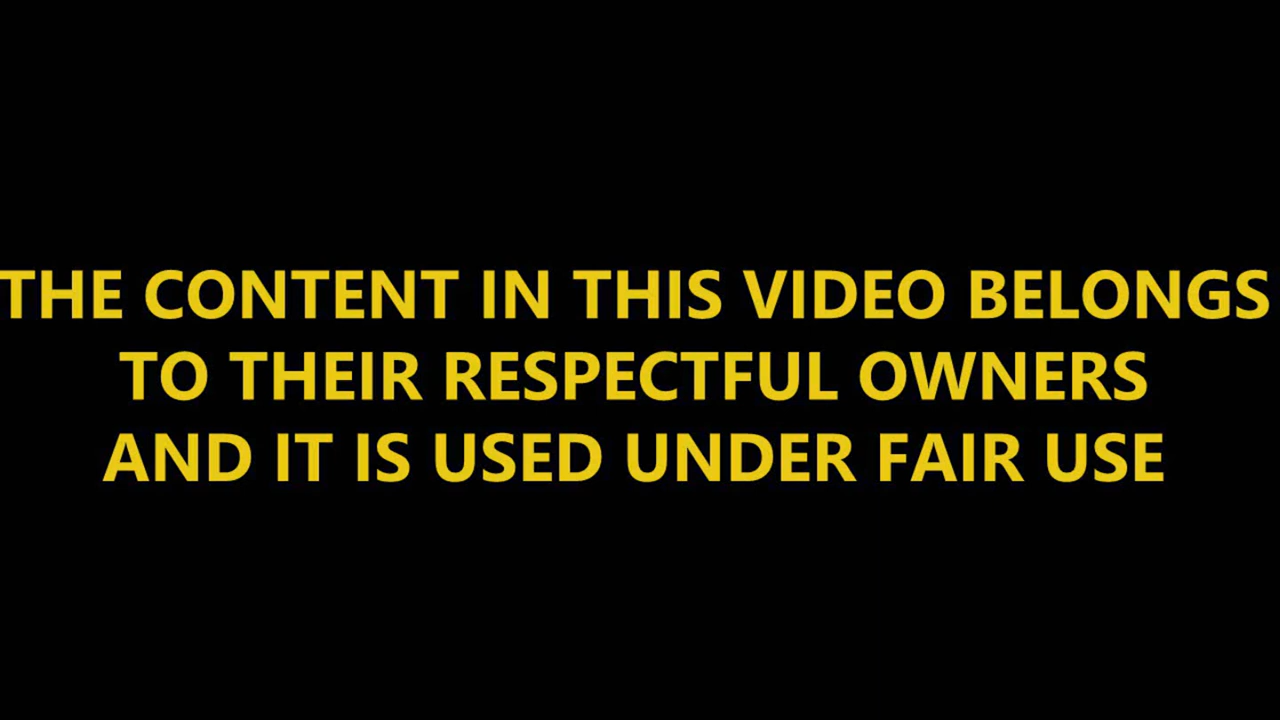 THE CONTENT IN THIS VIDEO BELONGS
TO THEIR RESPECTFUL OWNERS
AND IT IS USED UNDER FAIR USE